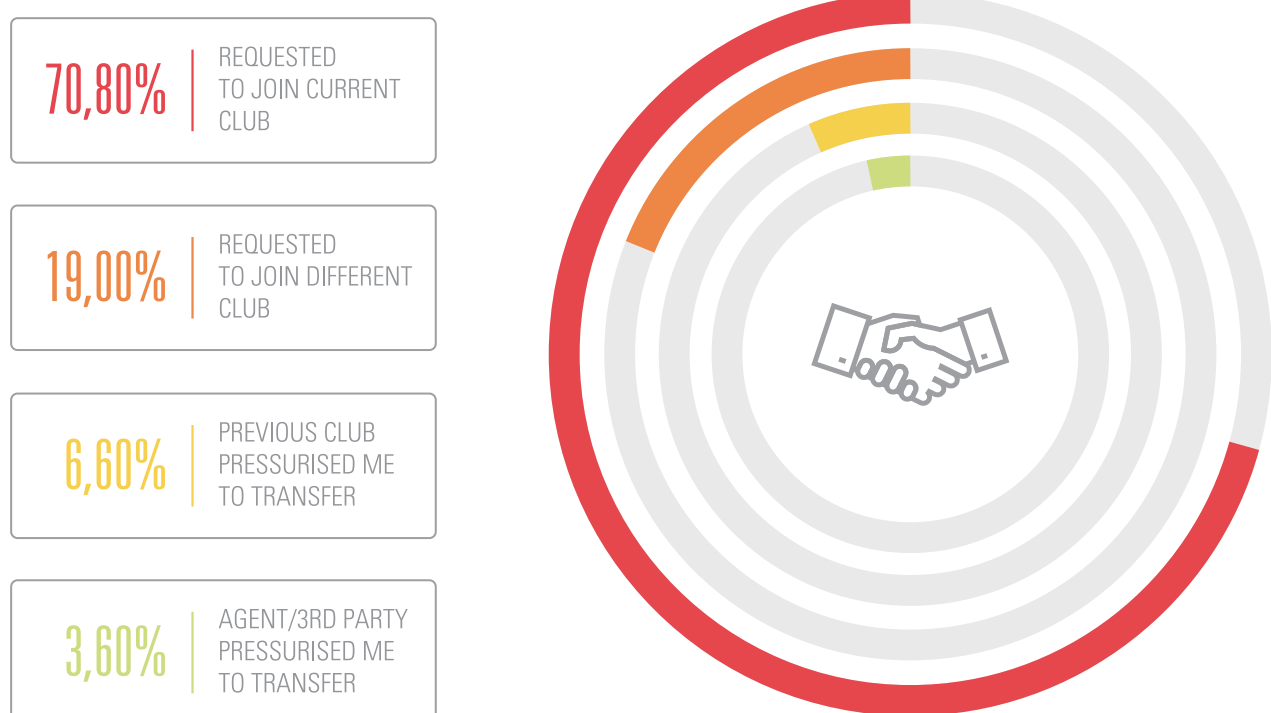 70,80%
REQUESTED
TO JOIN CURRENT
CLUB
19,00%
REQUESTED
TO JOIN DIFFERENT
CLUB
6,60%
PREVIOUS CLUB
PRESSURISED ME
TO TRANSFER
3,60%
AGENT/3RD PARTY
PRESSURISED ME
TO TRANSFER